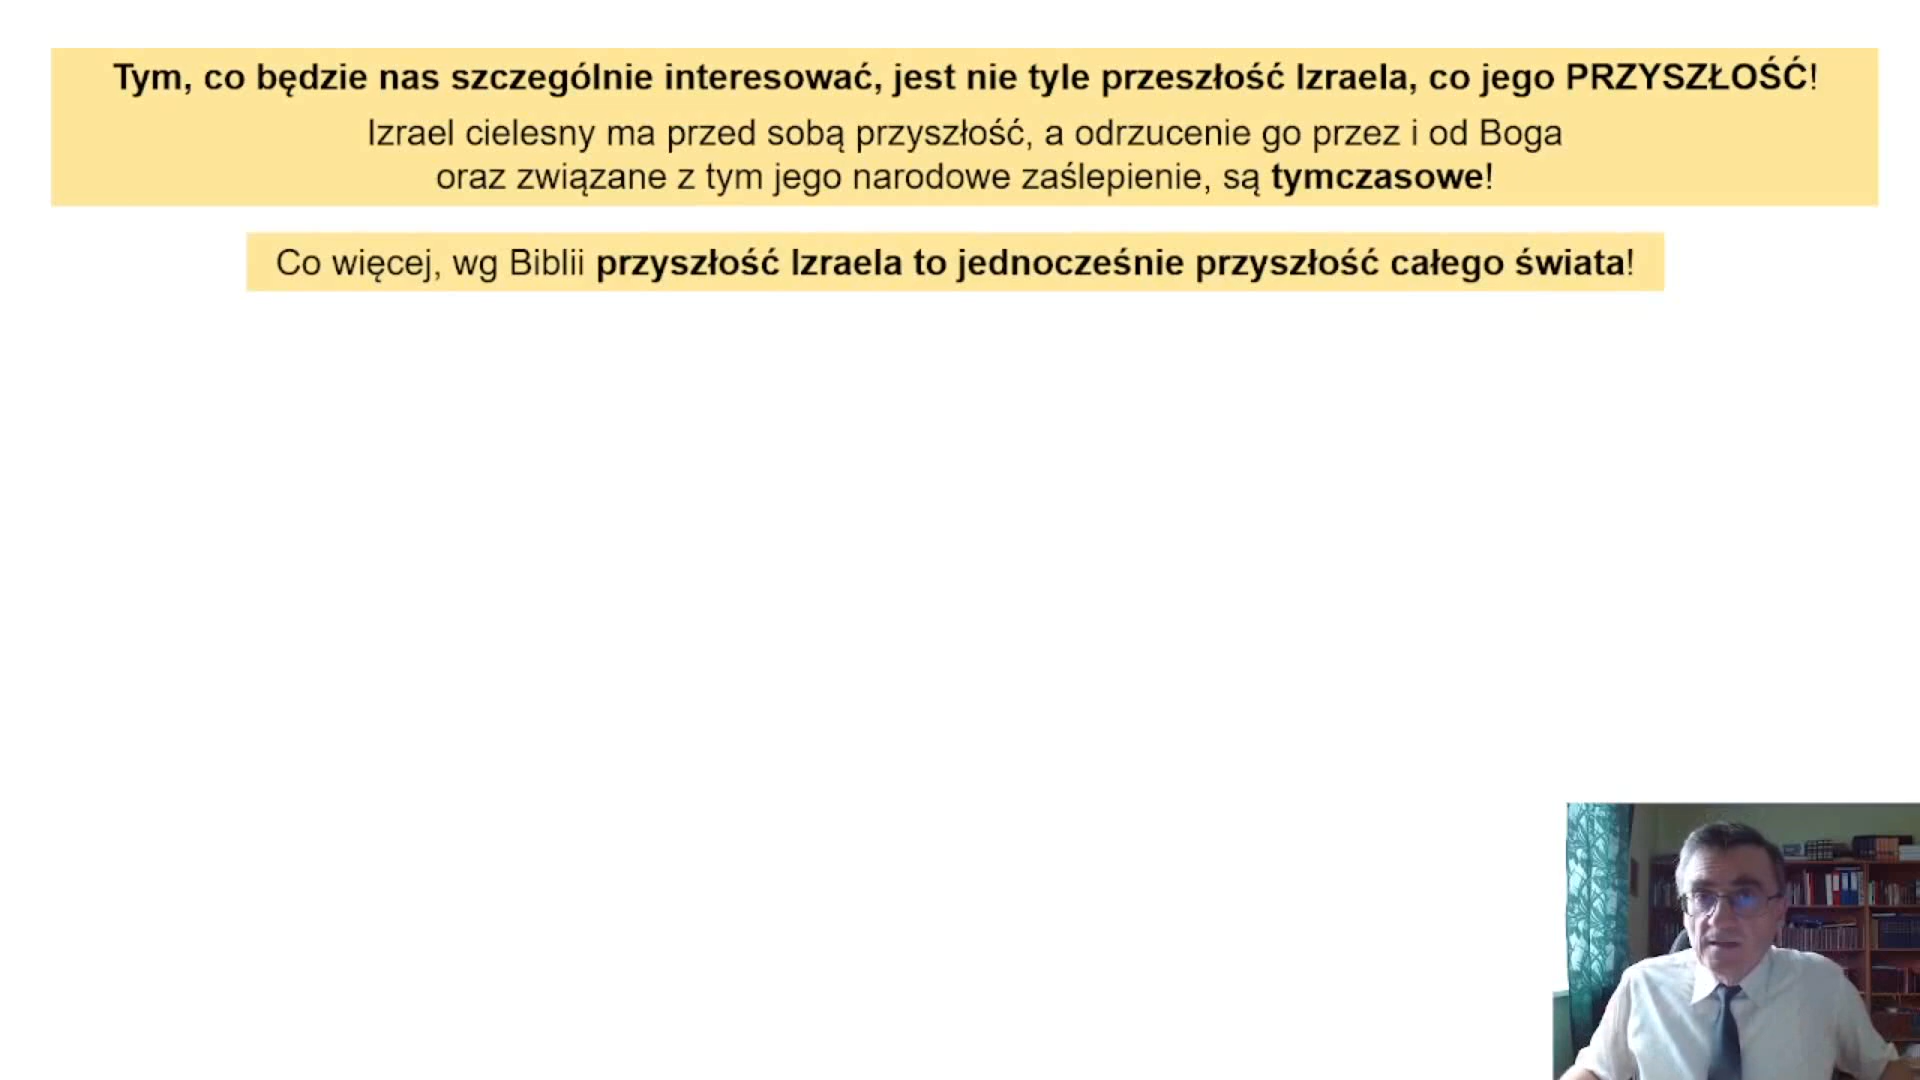 Tym, co będzie nas szczególnie interesować, jest nie tyle przeszłość Izraela, co jego PRZYSZŁOŚĆ!
Izrael cielesny ma przed sobą przyszłość, a odrzucenie go przez i od Boga
oraz związane z tym jego narodowe zaślepienie, są tymczasowe!
Co więcej, wg Biblii przyszłość Izraela to jednocześnie przyszłość całego świata!